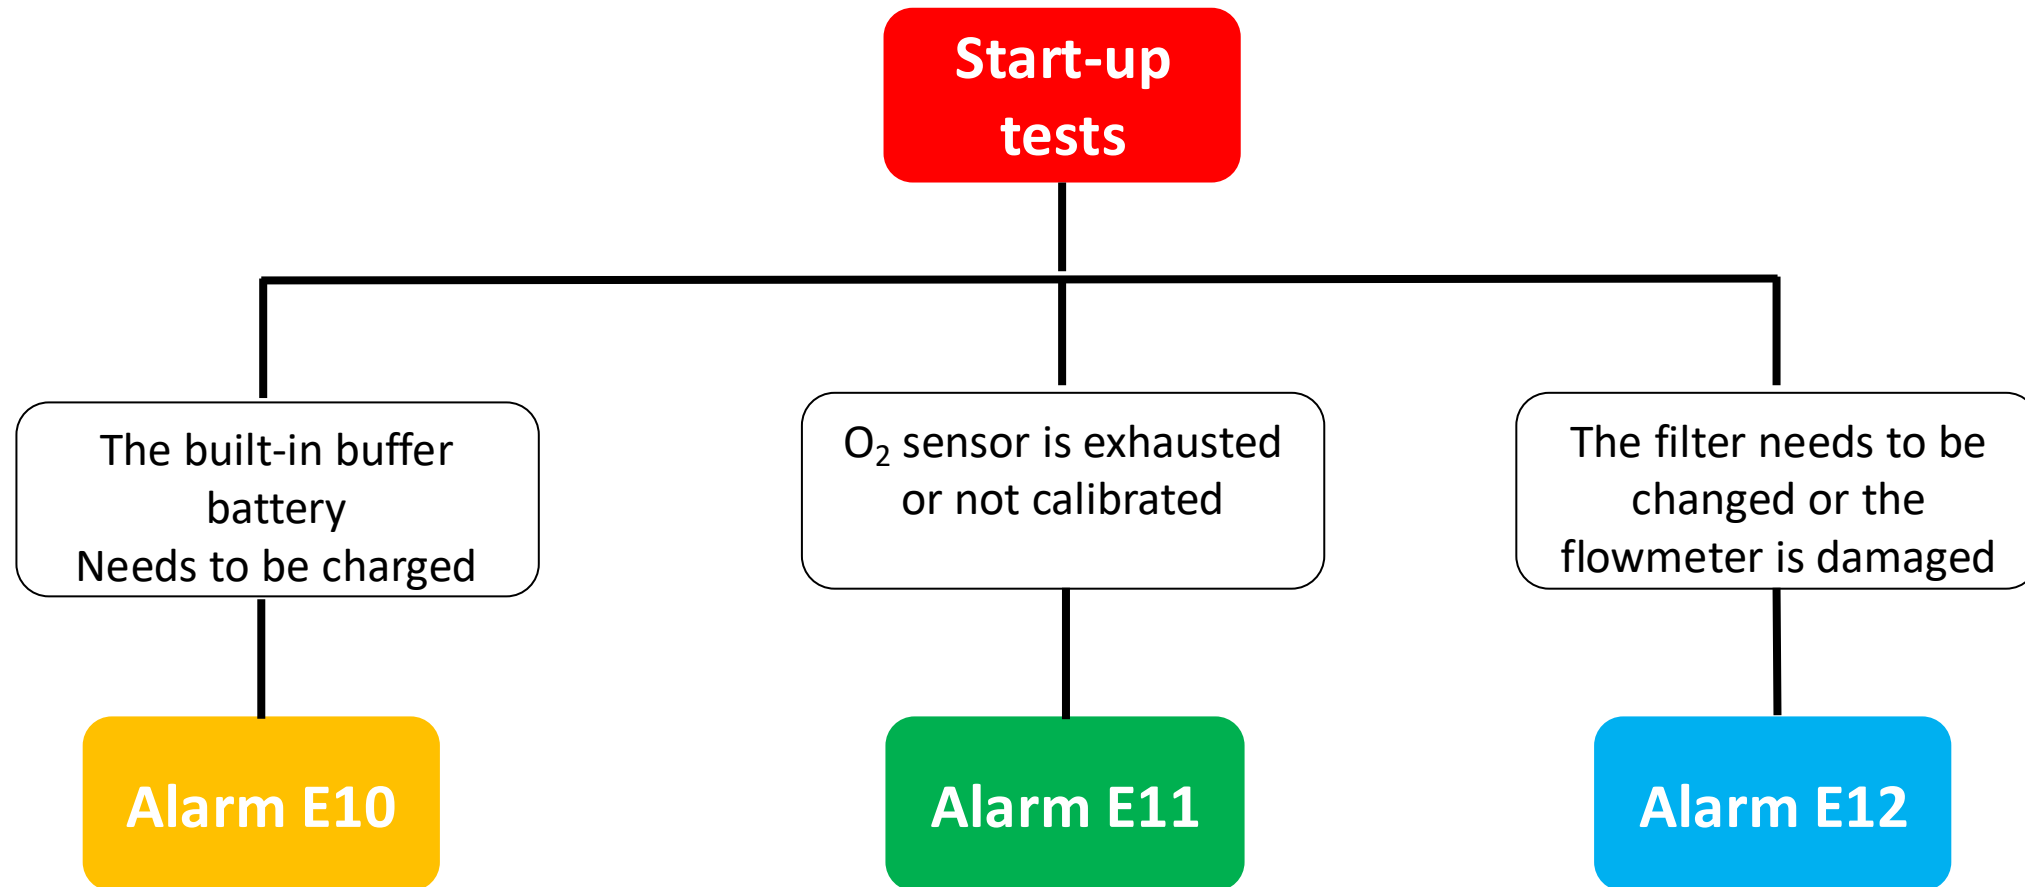 Start-up
tests
The built-in buffer
battery
Needs to be charged
O₂ sensor is exhausted
or not calibrated
The filter needs to be
changed or the
flowmeter is damaged
Alarm E10
Alarm E11
Alarm E12